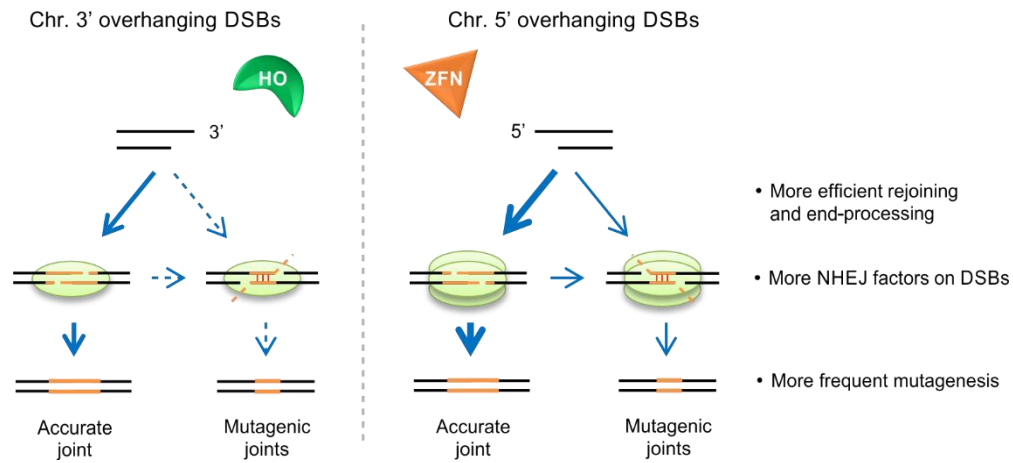 Chr. 3’ overhanging DSBs
HO
3’
Accurate
joint
Mutagenic
joints
Chr. 5’ overhanging DSBs
ZFN
5’
Accurate
joint
Mutagenic
joints
• More efficient rejoining
and end-processing
• More NHEJ factors on DSBs
• More frequent mutagenesis